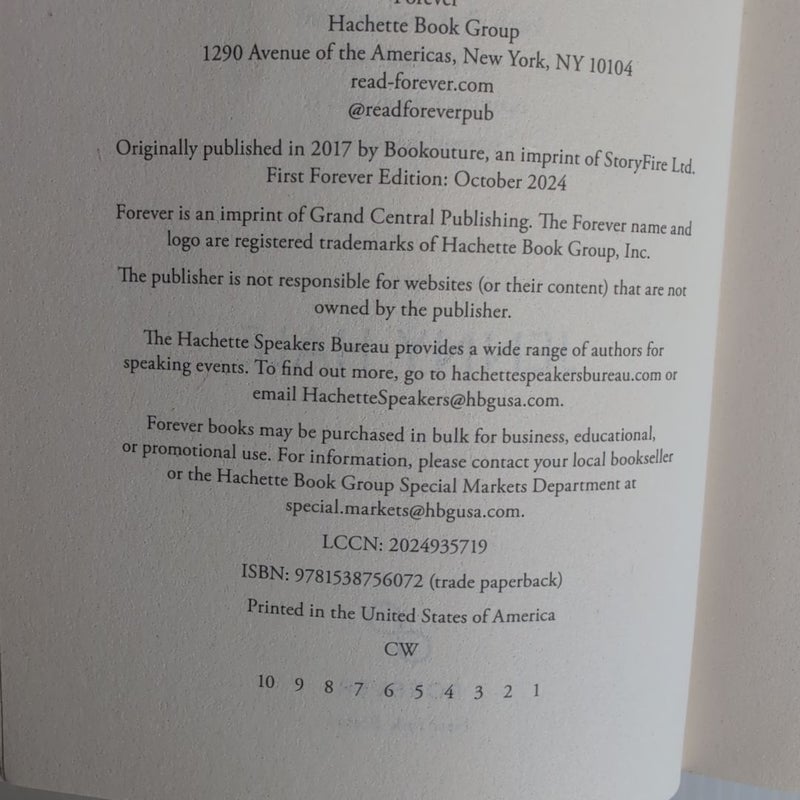 Forever
Hachette Book Group
1290 Avenue of the Americas, New York, NY 10104
read-forever.com
@readforeverpub
Originally published in 2017 by Bookouture, an imprint of StoryFire Ltd.
First Forever Edition: October 2024
Forever is an imprint of Grand Central Publishing. The Forever name and
logo are registered trademarks of Hachette Book Group, Inc.
The publisher is not responsible for websites (or their content) that are not
owned by the publisher.
The Hachette Speakers Bureau provides a wide range of authors for
speaking events. To find out more, go to hachettespeakersbureau.com or
email HachetteSpeakers@hbgusa.com.
Forever books may be purchased in bulk for business, educational,
or promotional use. For information, please contact your local bookseller
or the Hachette Book Group Special Markets Department at
special.markets@hbgusa.com.
LCCN: 2024935719
ISBN: 9781538756072 (trade paperback)
Printed in the United States of America
CW
10 9 8 7 6 5 4 3 2 1